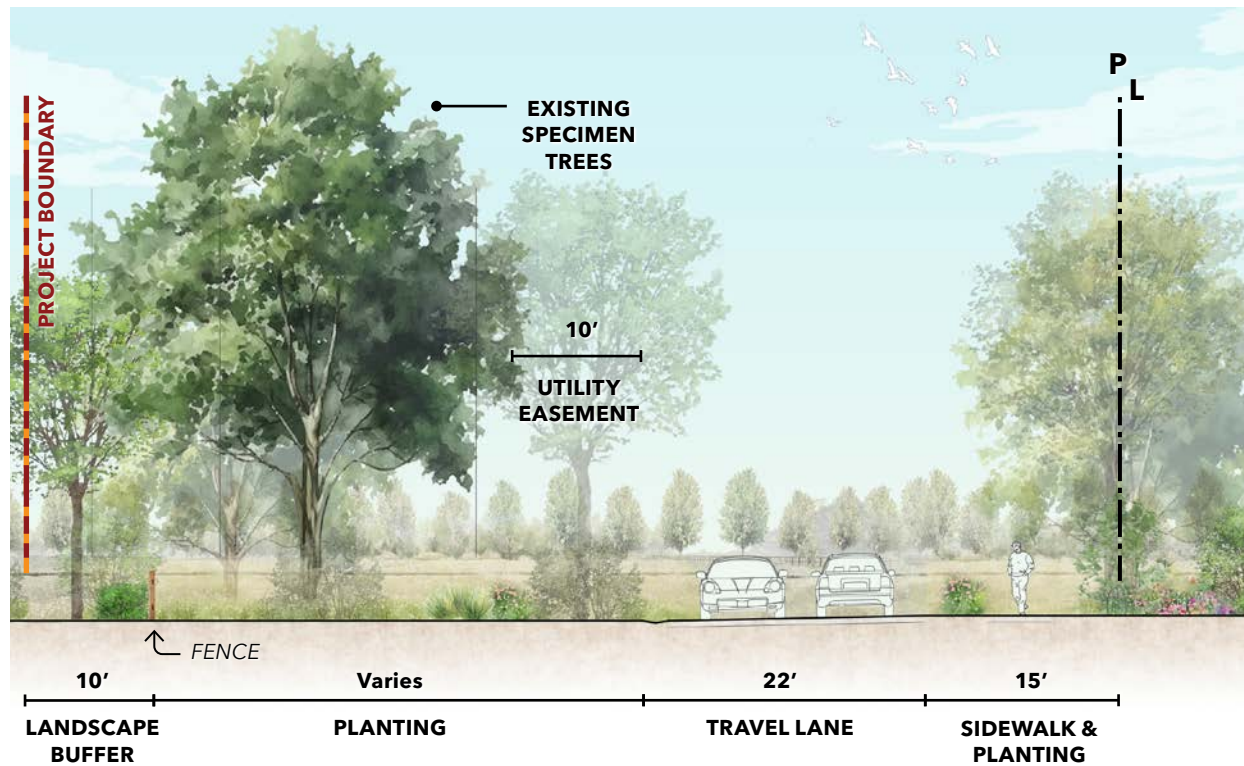 PROJECT BOUNDARY
EXISTING
SPECIMEN
TREES
P
L
10’
UTILITY
EASEMENT
FENCE
10’
Varies
22’
15’
LANDSCAPE
BUFFER
PLANTING
TRAVEL LANE
SIDEWALK &
PLANTING